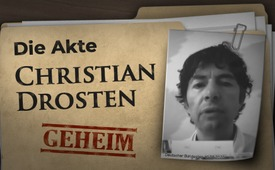 Die Akte
CHRISTIAN
DROSTEN
GEHEIM